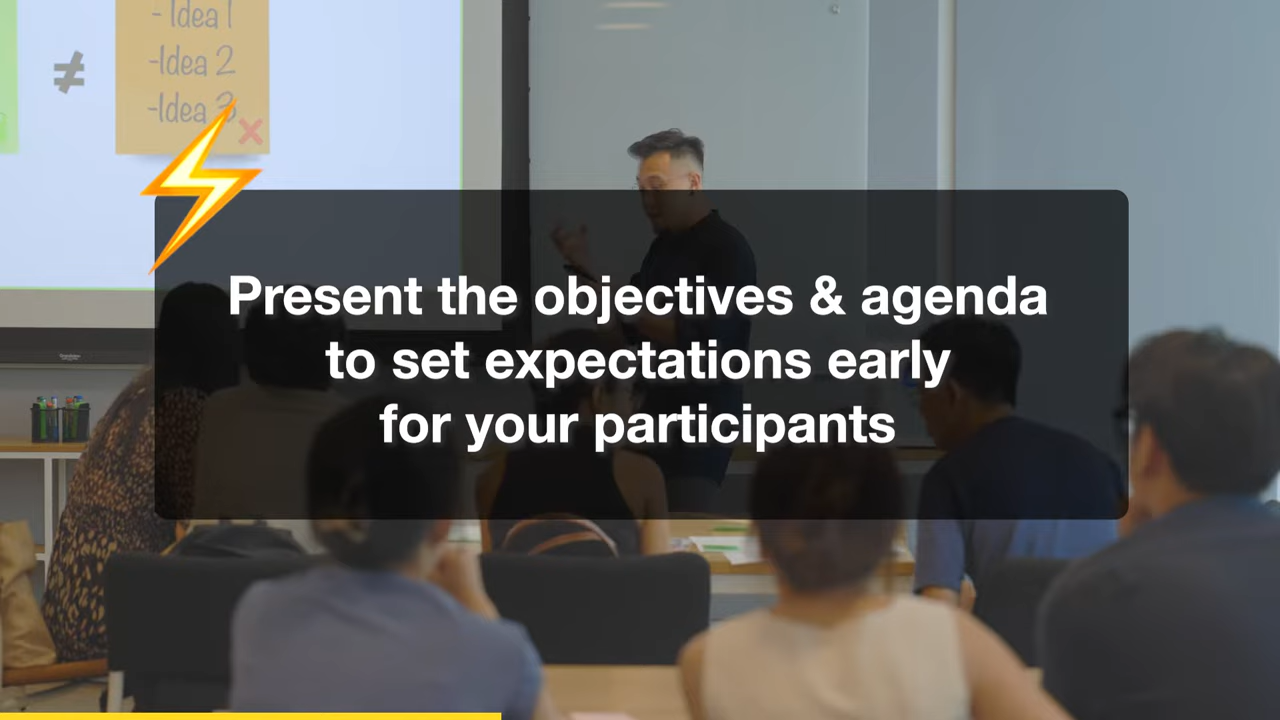 - Idea 1
≠
-Idea 2
-Idea 3
Present the objectives & agenda
to set expectations early
for your participants